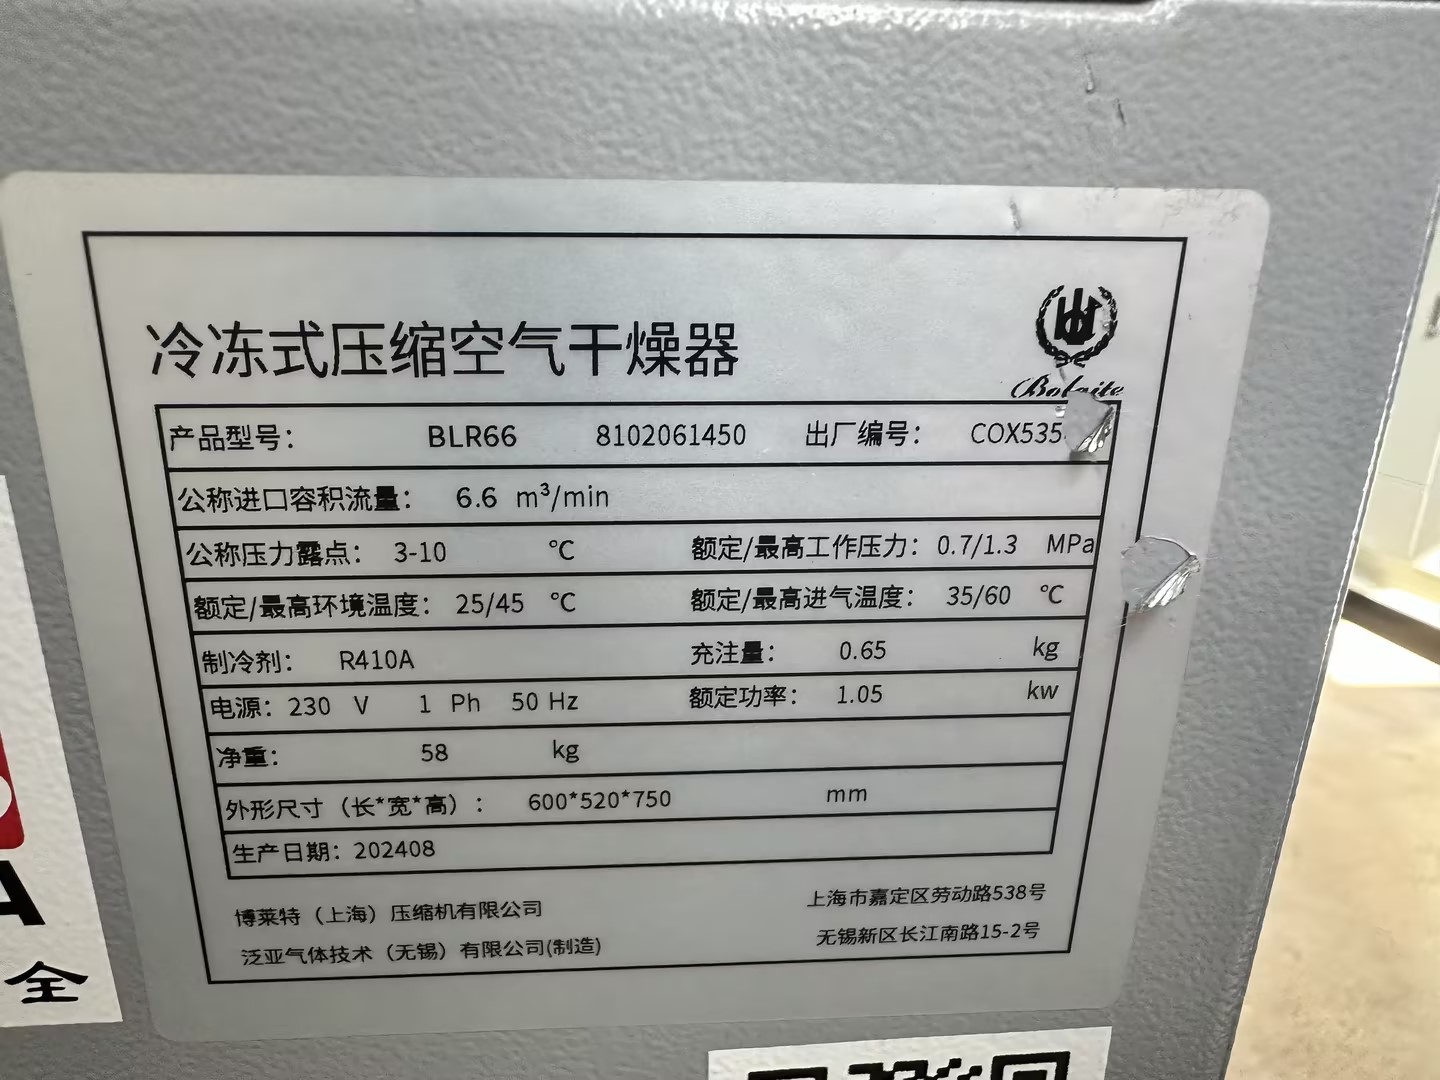 冷冻式压缩空气干燥器
Bolaite
产品型号： BLR66 8102061450 出厂编号： COX535
公称进口容积流量： 6.6 m³/min
公称压力露点： 3-10 ℃ 额定/最高工作压力： 0.7/1.3 MPa
额定/最高环境温度： 25/45 ℃ 额定/最高进气温度： 35/60 ℃
制冷剂： R410A 充注量： 0.65 kg
电源： 230 V 1 Ph 50 Hz 额定功率： 1.05 kw
净重： 58 kg
外形尺寸（长*宽*高）： 600*520*750 mm
生产日期： 202408
博莱特（上海）压缩机有限公司 上海市嘉定区劳动路538号
泛亚气体技术（无锡）有限公司(制造) 无锡新区长江南路15-2号
A
全